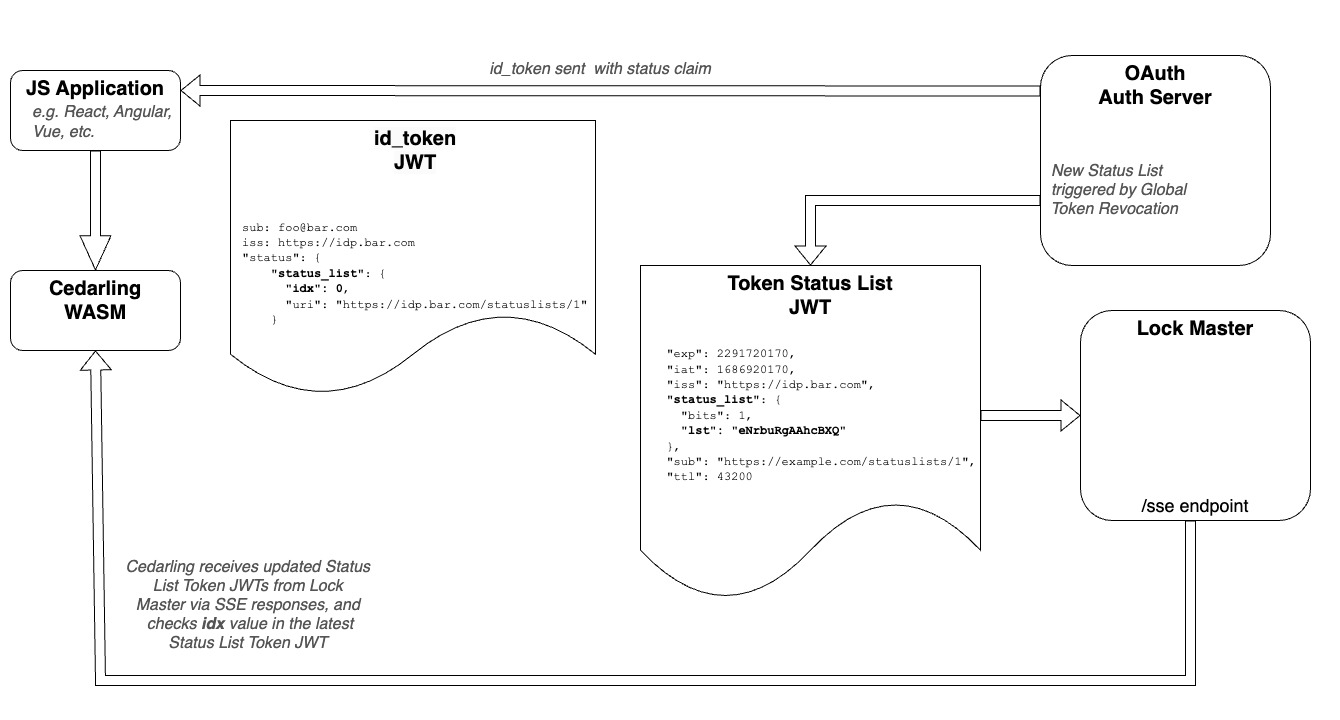 id_token sent with status claim
JS Application
e.g. React, Angular,
Vue, etc.
OAuth
Auth Server
New Status List
triggered by Global
Token Revocation
id_token
JWT
sub: foo@bar.com
iss: https://idp.bar.com
"status": {
"status_list": {
"idx": 0,
"uri": "https://idp.bar.com/statuslists/1"
}
Cedarling
WASM
Token Status List
JWT
"exp": 2291720170,
"iat": 1686920170,
"iss": "https://idp.bar.com",
"status_list": {
"bits": 1,
"lst": "eNrbuRgAAhcBXQ"
},
"sub": "https://example.com/statuslists/1",
"ttl": 43200
Lock Master
/sse endpoint
Cedarling receives updated Status
List Token JWTs from Lock
Master via SSE responses, and
checks idx value in the latest
Status List Token JWT